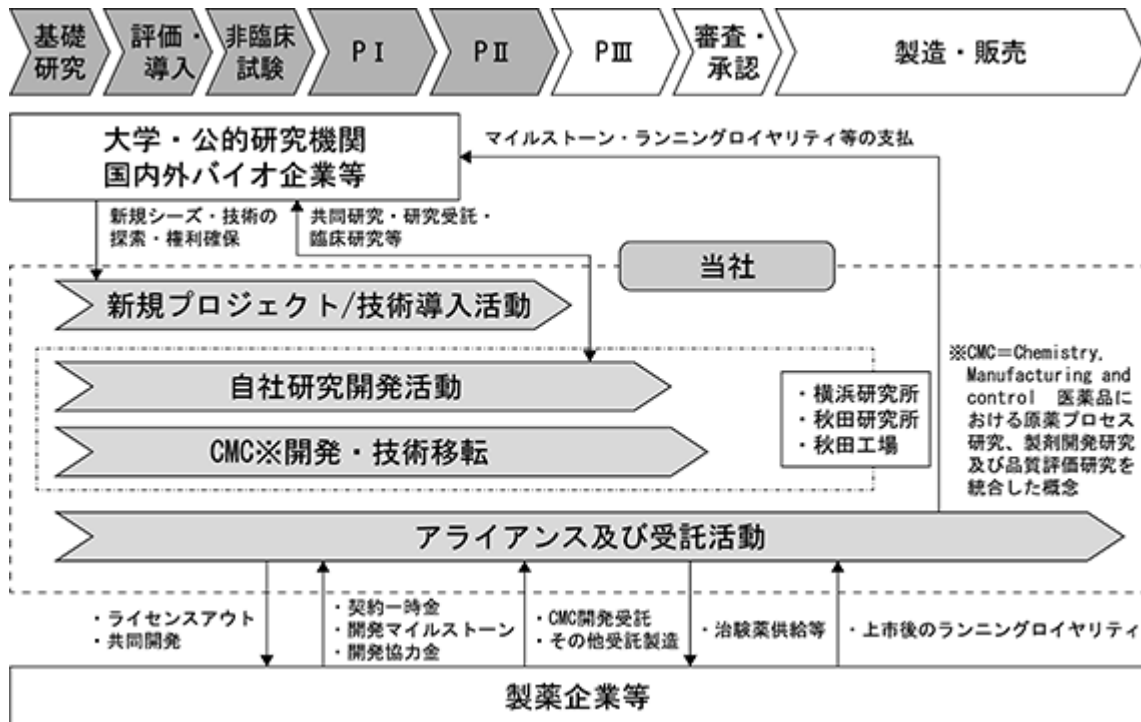 基礎
研究
評価・
導入
非臨床
試験
PⅠ
PⅡ
PⅢ
審査・
承認
製造・販売
大学・公的研究機関
国内外バイオ企業等
マイルストーン・ランニングロイヤリティ等の支払
新規シーズ・技術の
探索・権利確保
共同研究・研究受託・
臨床研究等
当社
新規プロジェクト/技術導入活動
自社研究開発活動
CMC※開発・技術移転
・横浜研究所
・秋田研究所
・秋田工場
※CMC=Chemistry,
Manufacturing and
control 医薬品に
おける原薬プロセス
研究、製剤開発研究
及び品質評価研究を
統合した概念
アライアンス及び受託活動
・ライセンスアウト
・共同開発
・契約一時金
・開発マイルストーン
・開発協力金
・CMC開発受託
・その他受託製造
・治験薬供給等
・上市後のランニングロイヤリティ
製薬企業等